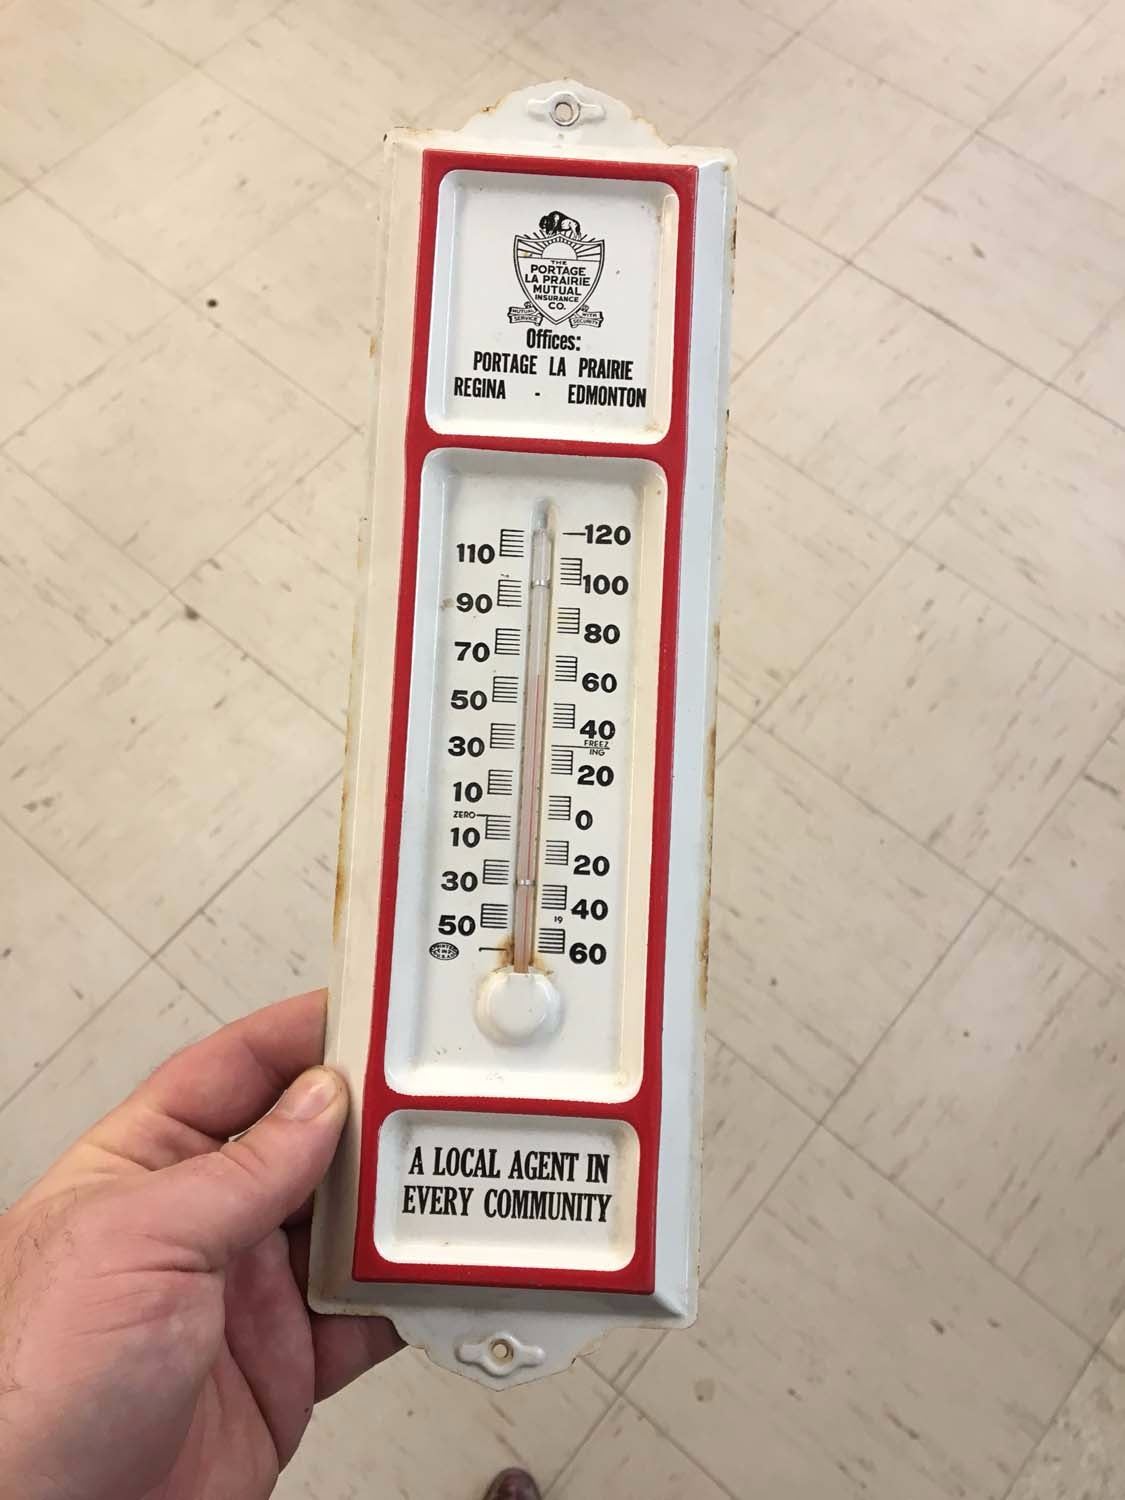 THE
PORTAGE
LA PRAIRIE
MUTUAL
INSURANCE
CO.
MUTUAL SERVICE
WITH SECURITY
Offices:
PORTAGE LA PRAIRIE
REGINA - EDMONTON
120
110
100
90
80
70
60
50
40
30
FREEZ
ING
20
10
ZERO
0
10
20
30
40
50
19
60
A LOCAL AGENT IN
EVERY COMMUNITY